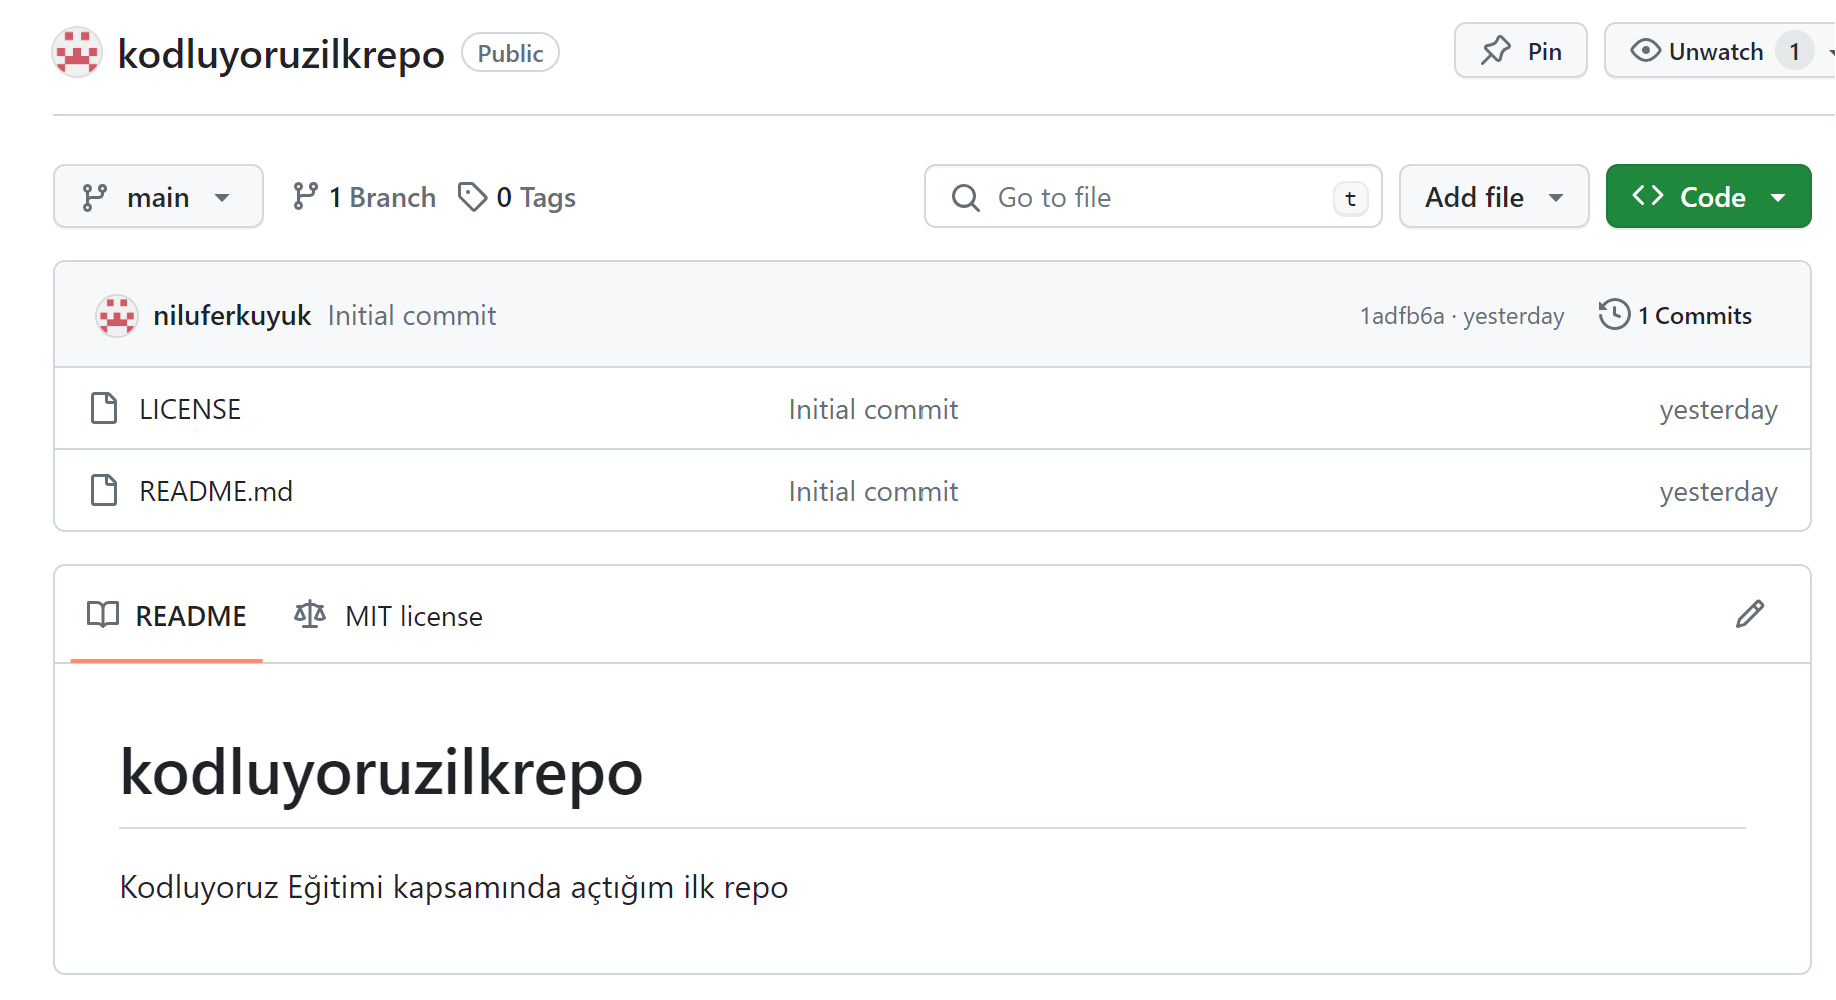 kodluyoruzilkrepo Public Pin Unwatch 1
main 1 Branch 0 Tags Go to file t Add file Code
niluferkuyuk Initial commit 1adfb6a · yesterday 1 Commits
LICENSE Initial commit yesterday
README.md Initial commit yesterday
README MIT license
kodluyoruzilkrepo
Kodluyoruz Eğitimi kapsamında açtığım ilk repo